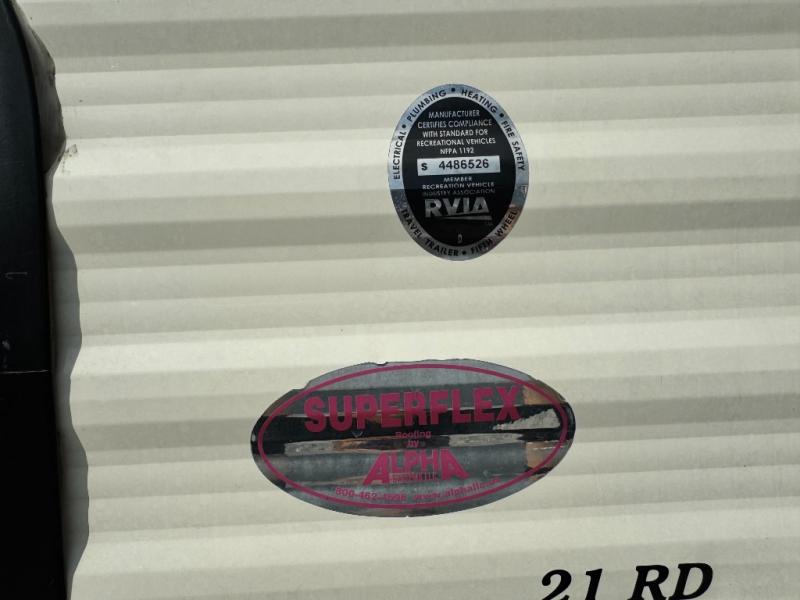 ELECTRICAL • PLUMBING • HEATING • FIRE SAFETY
MANUFACTURER
CERTIFIES COMPLIANCE
WITH STANDARD FOR
RECREATIONAL VEHICLES
NFPA 1192
S 4486526
MEMBER
RECREATION VEHICLE
INDUSTRY ASSOCIATION
RVIA
D
TRAVEL TRAILER • FIFTH WHEEL
SUPERFLEX
Roofing
by
ALPHA
21 RD